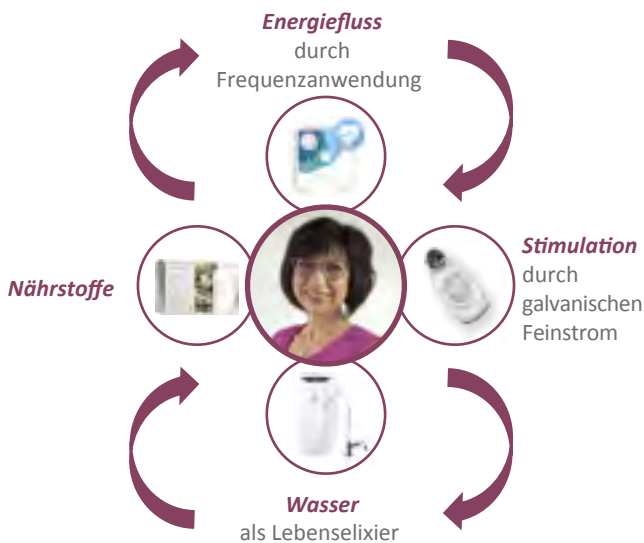 Energiefluss
durch
Frequenzanwendung
Nährstoffe
Stimulation
durch
galvanischen
Feinstrom
Wasser
als Lebenselixier